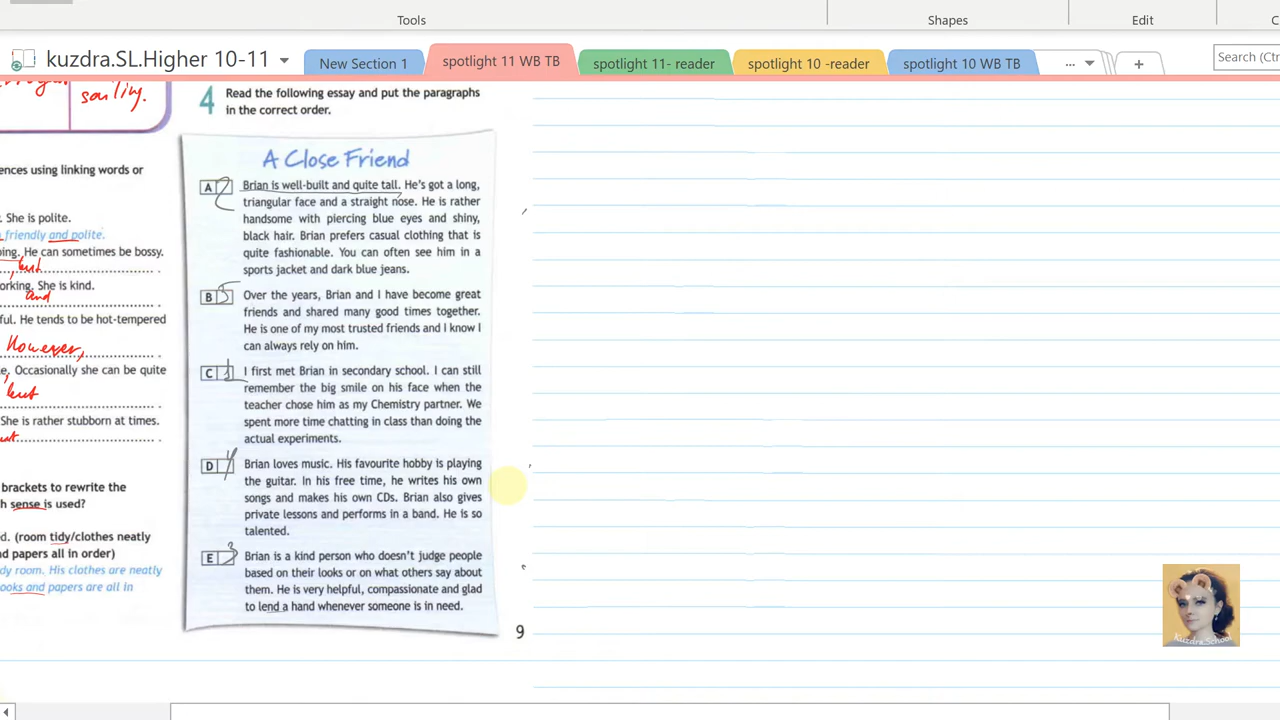 Tools
Shapes
Edit
kuzdra.SL.Higher 10-11
New Section 1
spotlight 11 WB TB
spotlight 11- reader
spotlight 10 -reader
spotlight 10 WB TB
...
+
Search (Ctr
ences using linking words or
. She is polite.
friendly and polite.
ping. He can sometimes be bossy.
, but
orking. She is kind.
and
ful. He tends to be hot-tempered
However,
e, Occasionally she can be quite
but
She is rather stubborn at times.
brackets to rewrite the
h sense is used?
ed. (room tidy/clothes neatly
nd papers all in order)
dy room. His clothes are neatly
ooks and papers are all in
4 Read the following essay and put the paragraphs
in the correct order.
A Close Friend
A 2 Brian is well-built and quite tall. He's got a long,
triangular face and a straight nose. He is rather
handsome with piercing blue eyes and shiny,
black hair. Brian prefers casual clothing that is
quite fashionable. You can often see him in a
sports jacket and dark blue jeans.
B 5 Over the years, Brian and I have become great
friends and shared many good times together.
He is one of my most trusted friends and I know I
can always rely on him.
C 1 I first met Brian in secondary school. I can still
remember the big smile on his face when the
teacher chose him as my Chemistry partner. We
spent more time chatting in class than doing the
actual experiments.
D 4 Brian loves music. His favourite hobby is playing
the guitar. In his free time, he writes his own
songs and makes his own CDs. Brian also gives
private lessons and performs in a band. He is so
talented.
E 3 Brian is a kind person who doesn't judge people
based on their looks or on what others say about
them. He is very helpful, compassionate and glad
to lend a hand whenever someone is in need.
9
Kuzdra.School